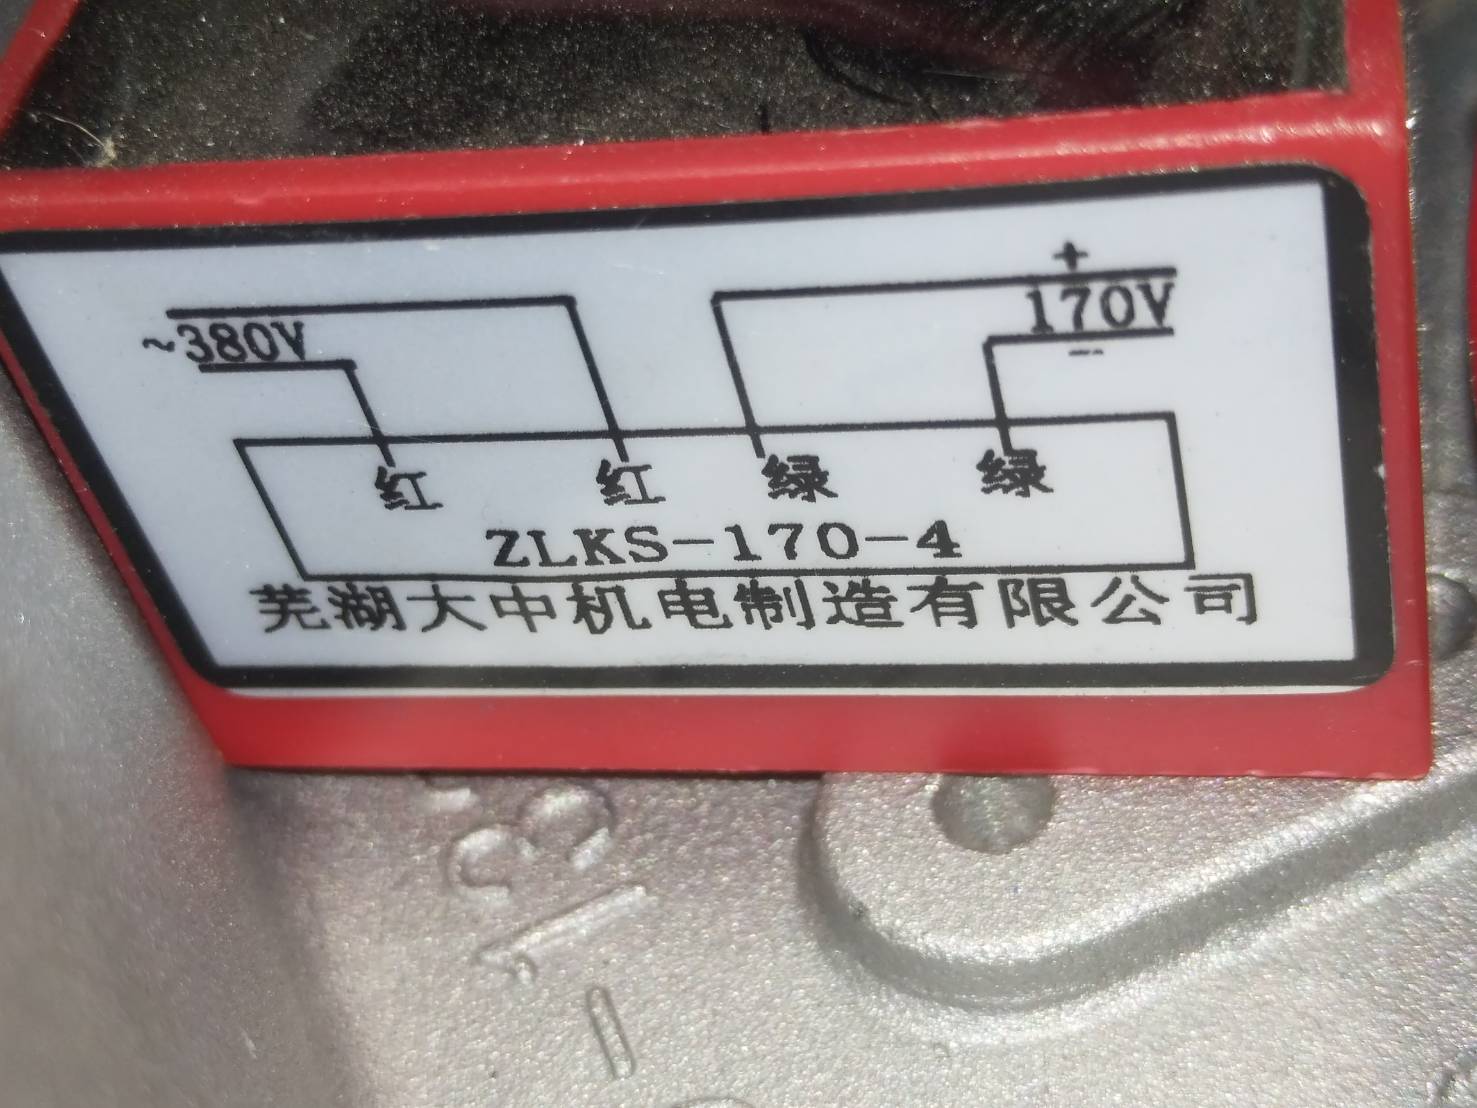 +
~380V 170V
-
红 红 绿 绿
ZLKS-170-4
芜湖大中机电制造有限公司